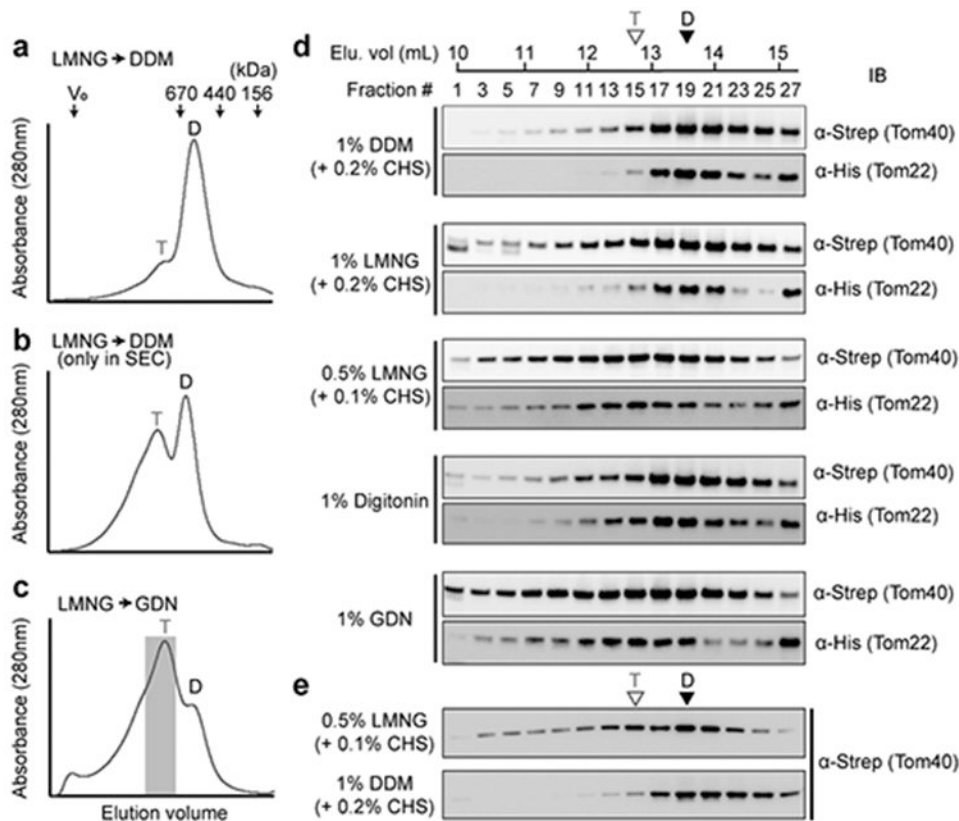 a
LMNG → DDM
(kDa)
Vo 670 440 156
D
T
Absorbance (280nm)
b
LMNG → DDM
(only in SEC)
D
T
Absorbance (280nm)
c
LMNG → GDN
T
D
Absorbance (280nm)
Elution volume
d
T D
Elu. vol (mL) 10 11 12 13 14 15
IB
Fraction # 1 3 5 7 9 11 13 15 17 19 21 23 25 27
1% DDM
(+ 0.2% CHS)
α-Strep (Tom40)
α-His (Tom22)
1% LMNG
(+ 0.2% CHS)
α-Strep (Tom40)
α-His (Tom22)
0.5% LMNG
(+ 0.1% CHS)
α-Strep (Tom40)
α-His (Tom22)
1% Digitonin
α-Strep (Tom40)
α-His (Tom22)
1% GDN
α-Strep (Tom40)
α-His (Tom22)
e
T D
0.5% LMNG
(+ 0.1% CHS)
1% DDM
(+ 0.2% CHS)
α-Strep (Tom40)